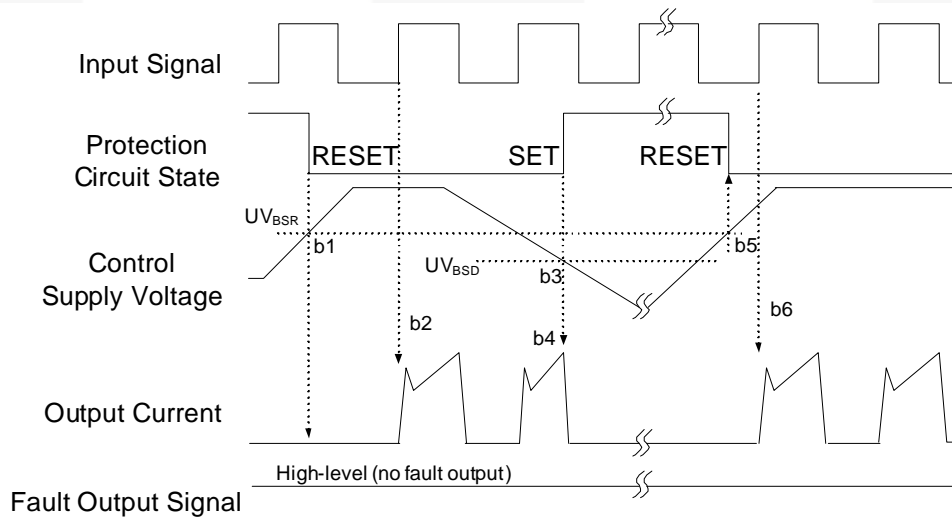 Input Signal
Protection
Circuit State
RESET
SET
RESET
UVBSR
b1
b5
Control
Supply Voltage
UVBSD
b3
b2
b4
b6
Output Current
High-level (no fault output)
Fault Output Signal